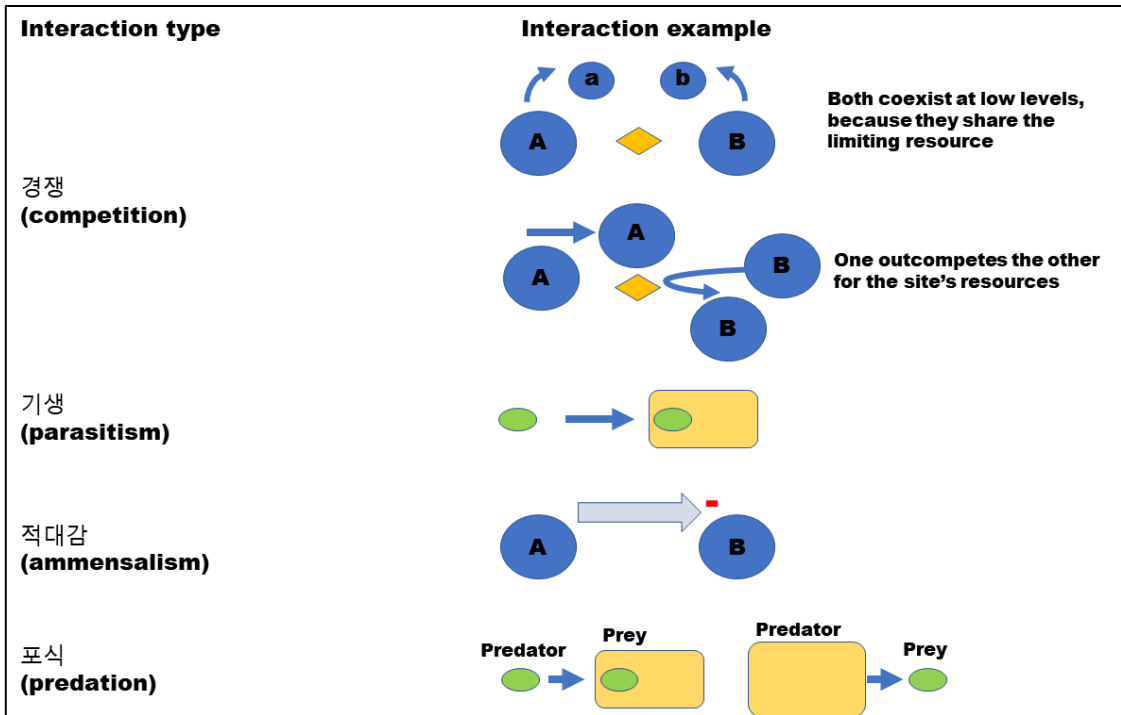 Interaction type
Interaction example
a
b
A
B
Both coexist at low levels,
because they share the
limiting resource
경쟁
(competition)
A
A
B
B
One outcompetes the other
for the site's resources
기생
(parasitism)
-
적대감
(ammensalism)
A
B
포식
(predation)
Predator
Prey
Predator
Prey